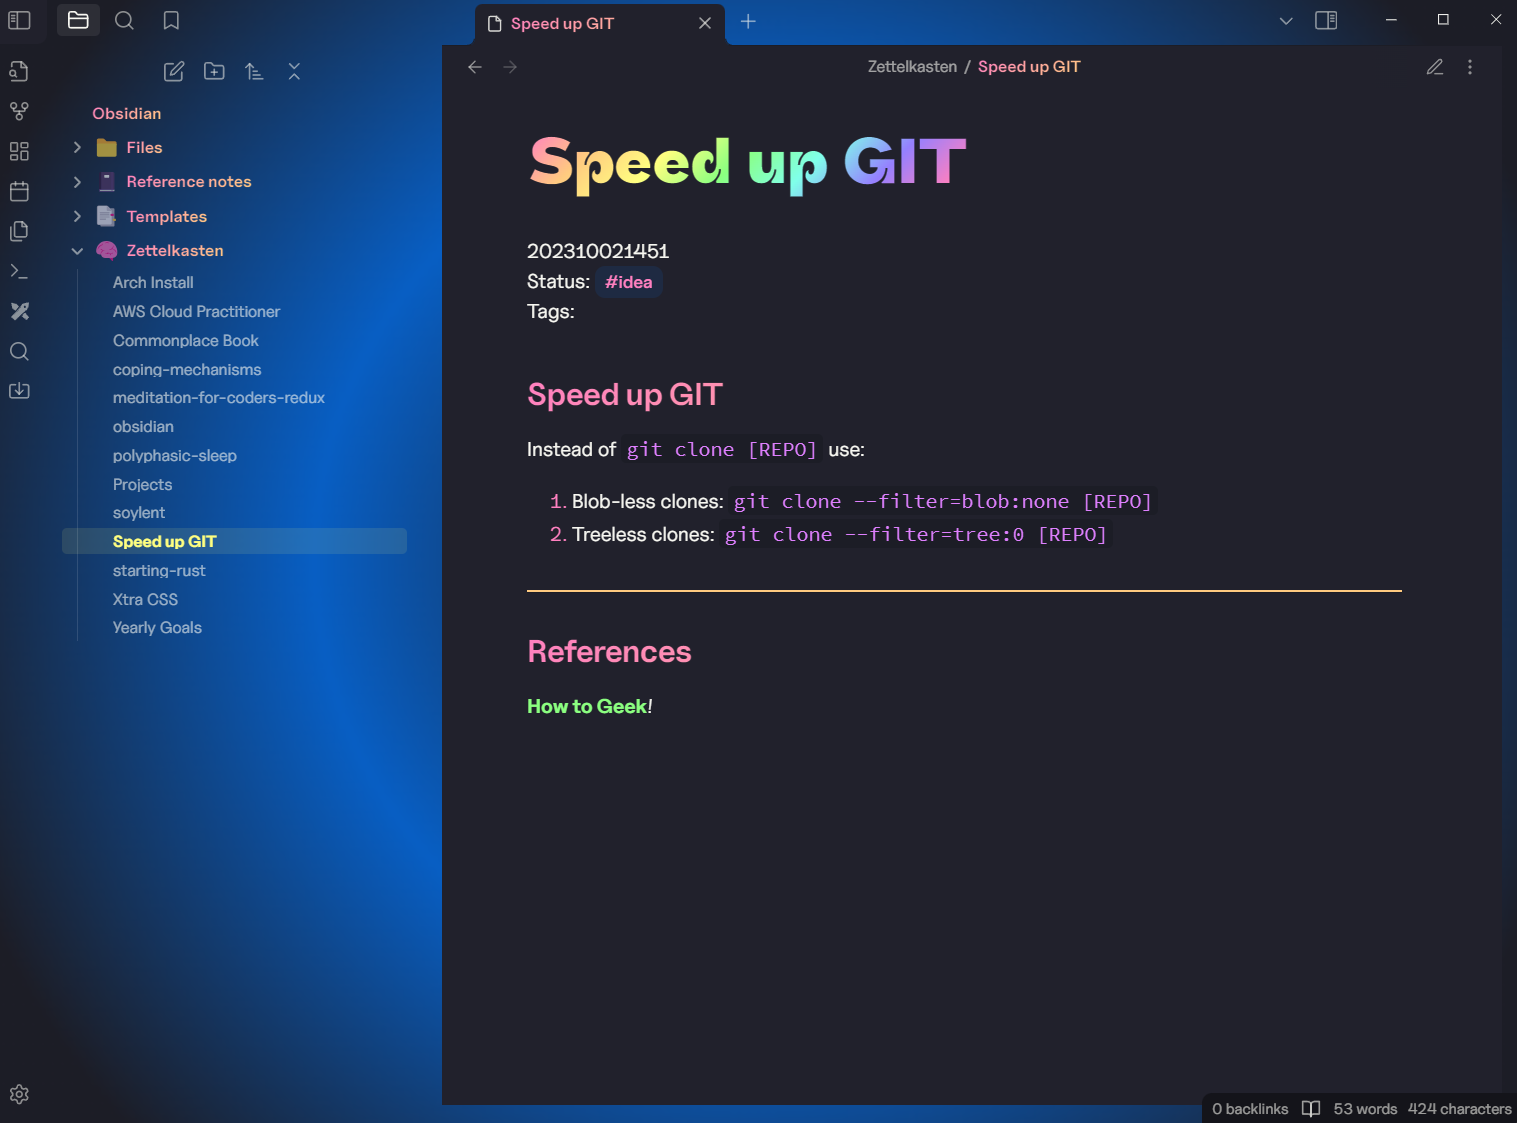 Speed up GIT
Zettelkasten / Speed up GIT
Obsidian
Files
Reference notes
Templates
Zettelkasten
Arch Install
AWS Cloud Practitioner
Commonplace Book
coping-mechanisms
meditation-for-coders-redux
obsidian
polyphasic-sleep
Projects
soylent
Speed up GIT
starting-rust
Xtra CSS
Yearly Goals
Speed up GIT
202310021451
Status: #idea
Tags:
Speed up GIT
Instead of git clone [REPO] use:
1. Blob-less clones: git clone --filter=blob:none [REPO]
2. Treeless clones: git clone --filter=tree:0 [REPO]
References
How to Geek!
0 backlinks 53 words 424 characters